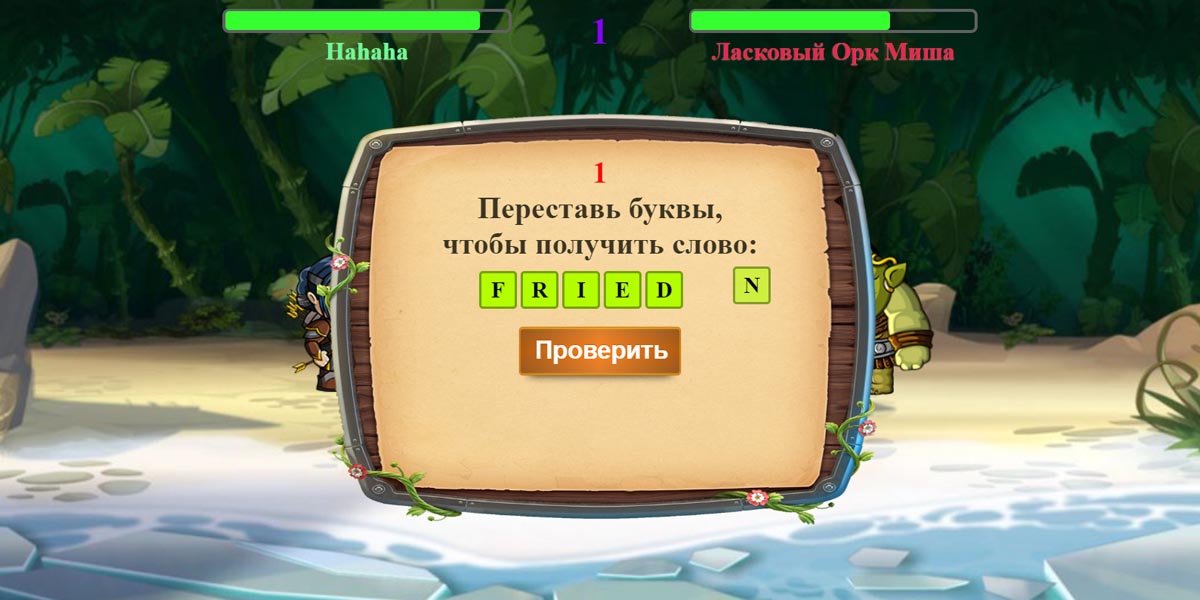 Hahaha
1
Ласковый Орк Миша
1
Переставь буквы,
чтобы получить слово:
F R I E D N
Проверить